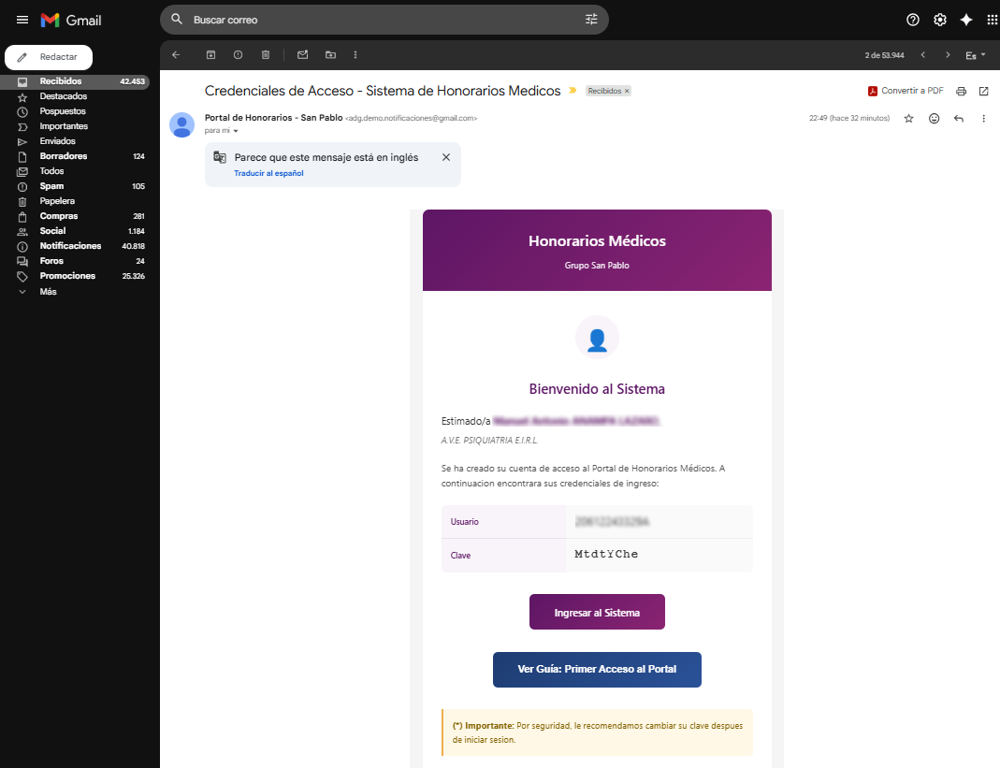 Gmail
Buscar correo
Redactar
Recibidos 42.453
Destacados
Pospuestos
Importantes
Enviados
Borradores 124
Todos
Spam 105
Papelera
Compras 281
Social 1.184
Notificaciones 40.818
Foros 24
Promociones 25.326
Más
2 de 53.944
Es
Credenciales de Acceso - Sistema de Honorarios Medicos
Recibidos ×
Convertir a PDF
Portal de Honorarios - San Pablo <adg.demo.notificaciones@gmail.com>
22:49 (hace 32 minutos)
para mí
Parece que este mensaje está en inglés
Traducir al español
Honorarios Médicos
Grupo San Pablo
Bienvenido al Sistema
Estimado/a
A.V.E. PSIQUIATRIA E.I.R.L.
Se ha creado su cuenta de acceso al Portal de Honorarios Médicos. A
continuacion encontrara sus credenciales de ingreso:
Usuario
Clave MtdtYChe
Ingresar al Sistema
Ver Guía: Primer Acceso al Portal
(*) Importante: Por seguridad, le recomendamos cambiar su clave despues
de iniciar sesion.